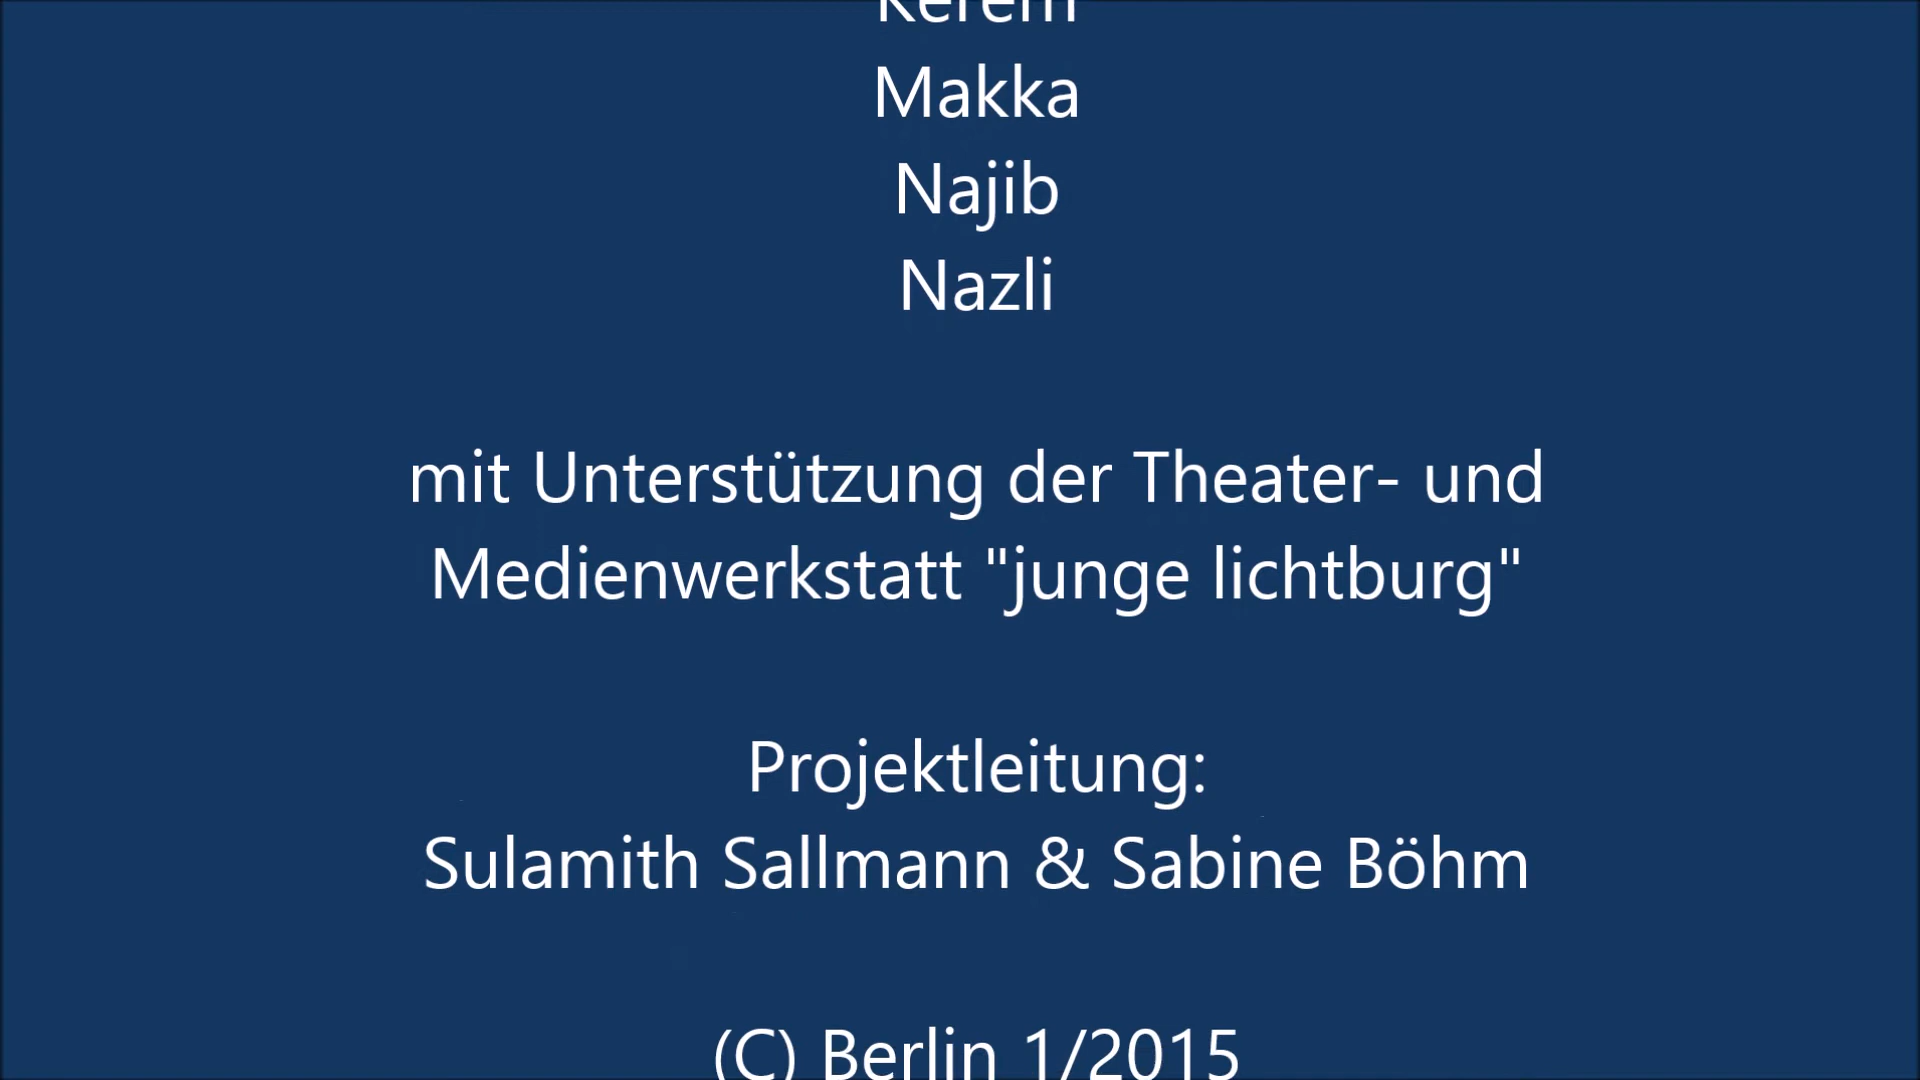 Kerem
Makka
Najib
Nazli
mit Unterstützung der Theater- und
Medienwerkstatt "junge lichtburg"
Projektleitung:
Sulamith Sallmann & Sabine Böhm
(C) Berlin 1/2015